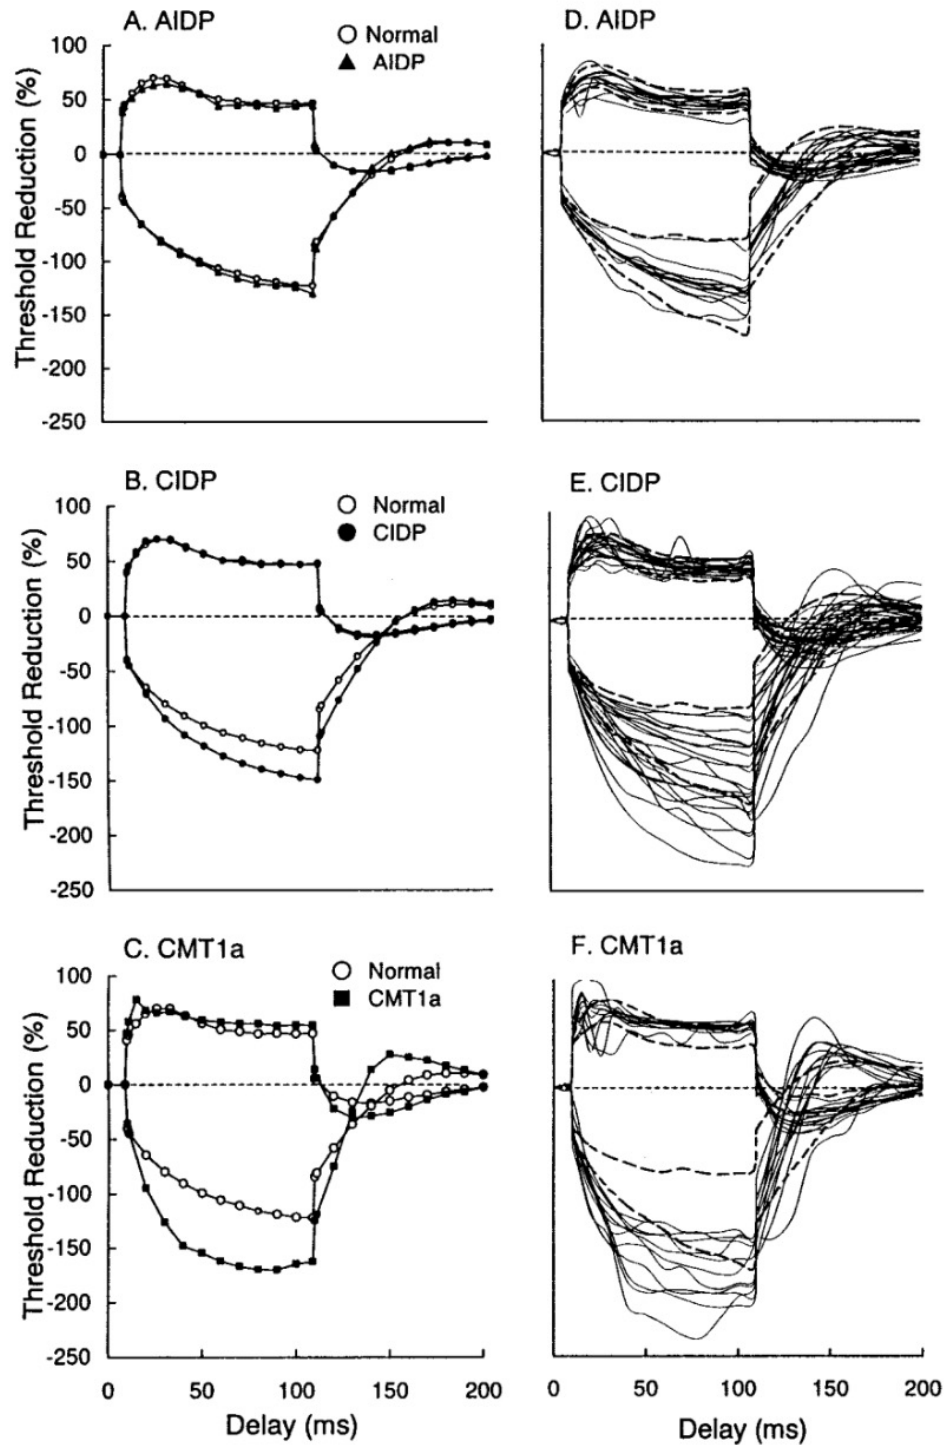 A. AIDP
Normal
AIDP
Threshold Reduction (%)
100
50
0
-50
-100
-150
-200
-250
D. AIDP
B. CIDP
Normal
CIDP
Threshold Reduction (%)
100
50
0
-50
-100
-150
-200
-250
E. CIDP
C. CMT1a
Normal
CMT1a
Threshold Reduction (%)
100
50
0
-50
-100
-150
-200
-250
0 50 100 150 200
Delay (ms)
F. CMT1a
0 50 100 150 200
Delay (ms)